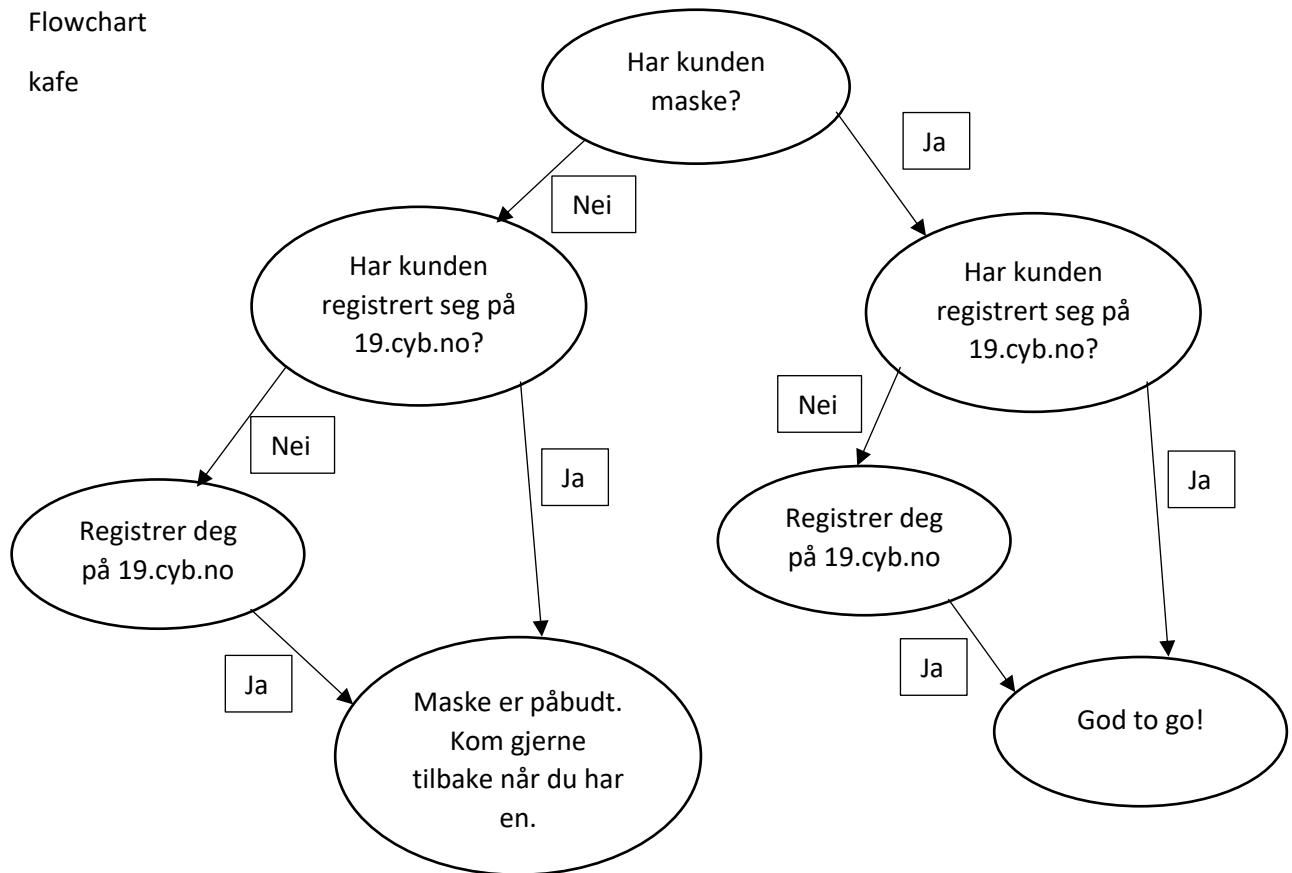 Flowchart
kafe
Har kunden
maske?
Ja
Nei
Har kunden
registrert seg på
19.cyb.no?
Har kunden
registrert seg på
19.cyb.no?
Nei
Ja
Nei
Ja
Registrer deg
på 19.cyb.no
Registrer deg
på 19.cyb.no
Ja
Ja
Maske er påbudt.
Kom gjerne
tilbake når du har
en.
God to go!